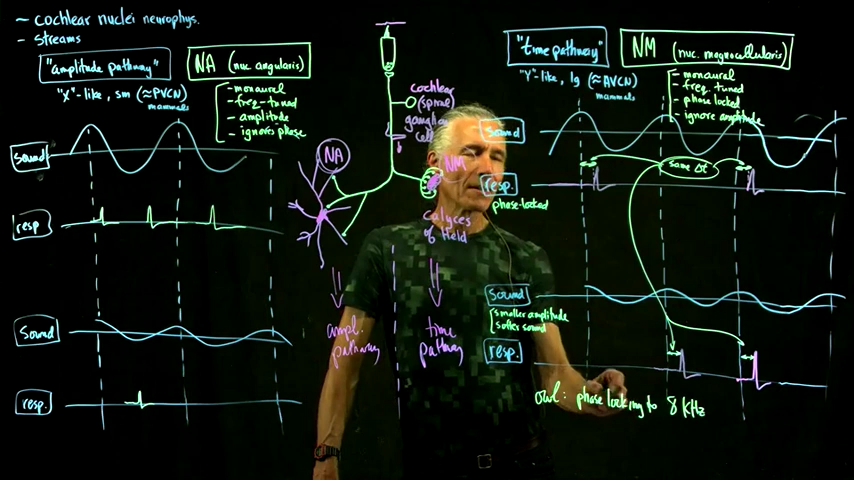 ~ cochlear nuclei neurophys.
- streams
"amplitude pathway"
"X"-like, sm (≈PVCN)
mammals
NA (nuc. angularis)
- monaural
- freq-tuned
- amplitude
- ignores phase
sound
resp
sound
resp.
cochlear
(spiral)
ganglion
cell
NA
NM
calyces
of Held
ampl.
pathway
time
pathway
"time pathway"
"Y"-like, lg (≈AVCN)
mammals
NM (nuc. magnocellularis)
- monaural
- freq. tuned
- phase locked
- ignore amplitude
sound
same Δt
resp.
phase-locked
sound
smaller amplitude
softer sound
resp.
owl: phase locking to 8 KHz